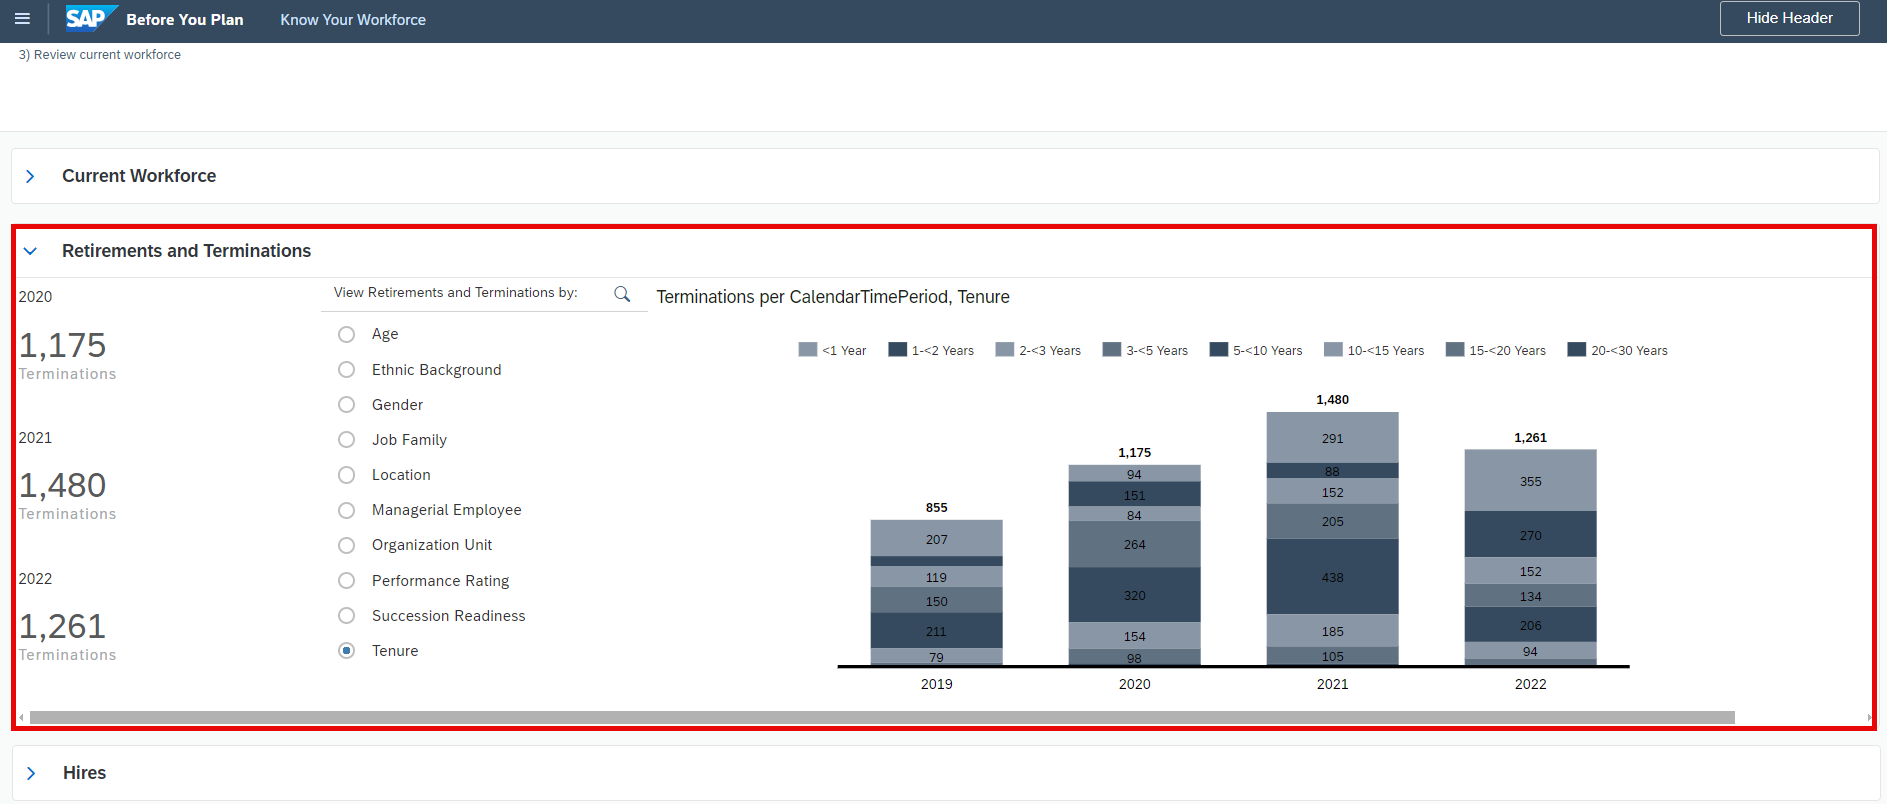 SAP Before You Plan Know Your Workforce Hide Header
3) Review current workforce
Current Workforce
Retirements and Terminations
2020
1,175
Terminations
2021
1,480
Terminations
2022
1,261
Terminations
View Retirements and Terminations by:
Age
Ethnic Background
Gender
Job Family
Location
Managerial Employee
Organization Unit
Performance Rating
Succession Readiness
Tenure
Terminations per CalendarTimePeriod, Tenure
<1 Year 1-<2 Years 2-<3 Years 3-<5 Years 5-<10 Years 10-<15 Years 15-<20 Years 20-<30 Years
855
207
119
150
211
79
1,175
94
151
84
264
320
154
98
1,480
291
88
152
205
438
185
105
1,261
355
270
152
134
206
94
2019 2020 2021 2022
Hires